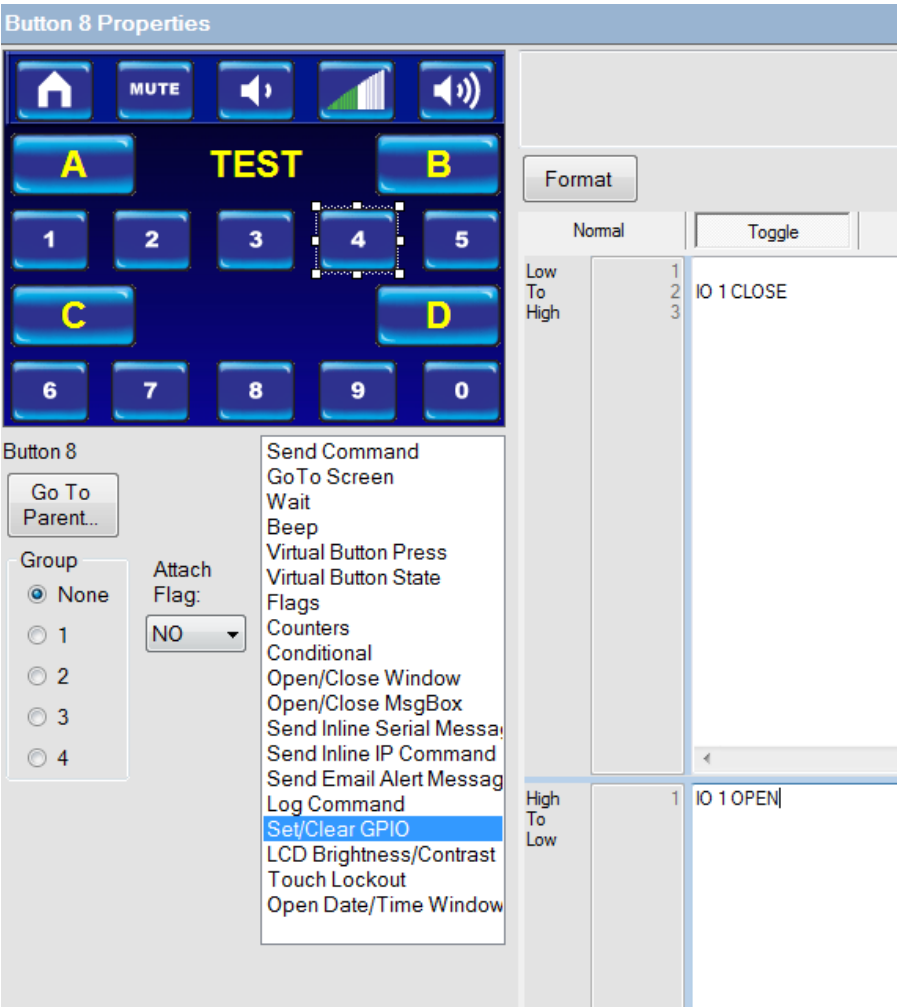 Button 8 Properties
MUTE
A TEST B
1 2 3 4 5
C D
6 7 8 9 0
Button 8
Go To
Parent...
Group
None
1
2
3
4
Attach
Flag:
NO
Send Command
GoTo Screen
Wait
Beep
Virtual Button Press
Virtual Button State
Flags
Counters
Conditional
Open/Close Window
Open/Close MsgBox
Send Inline Serial Messag
Send Inline IP Command
Send Email Alert Messag
Log Command
Set/Clear GPIO
LCD Brightness/Contrast
Touch Lockout
Open Date/Time Window
Format
Normal Toggle
Low 1
To 2 IO 1 CLOSE
High 3
High 1 IO 1 OPEN
To
Low